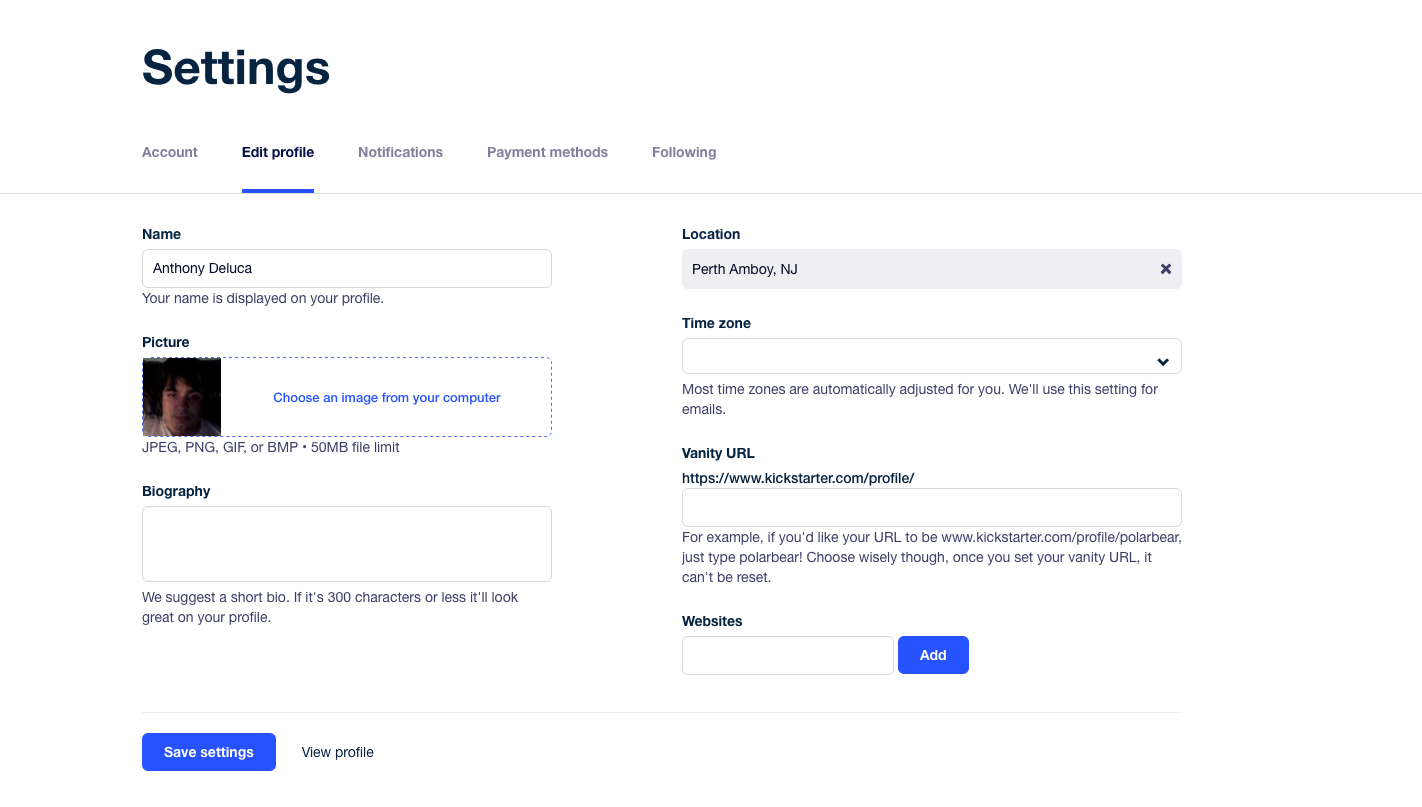 Settings
Account
Edit profile
Notifications
Payment methods
Following
Name
Anthony Deluca
Your name is displayed on your profile.
Picture
Choose an image from your computer
JPEG, PNG, GIF, or BMP • 50MB file limit
Biography
We suggest a short bio. If it's 300 characters or less it'll look
great on your profile.
Location
Perth Amboy, NJ
Time zone
Most time zones are automatically adjusted for you. We'll use this setting for
emails.
Vanity URL
https://www.kickstarter.com/profile/
For example, if you'd like your URL to be www.kickstarter.com/profile/polarbear,
just type polarbear! Choose wisely though, once you set your vanity URL, it
can't be reset.
Websites
Add
Save settings
View profile